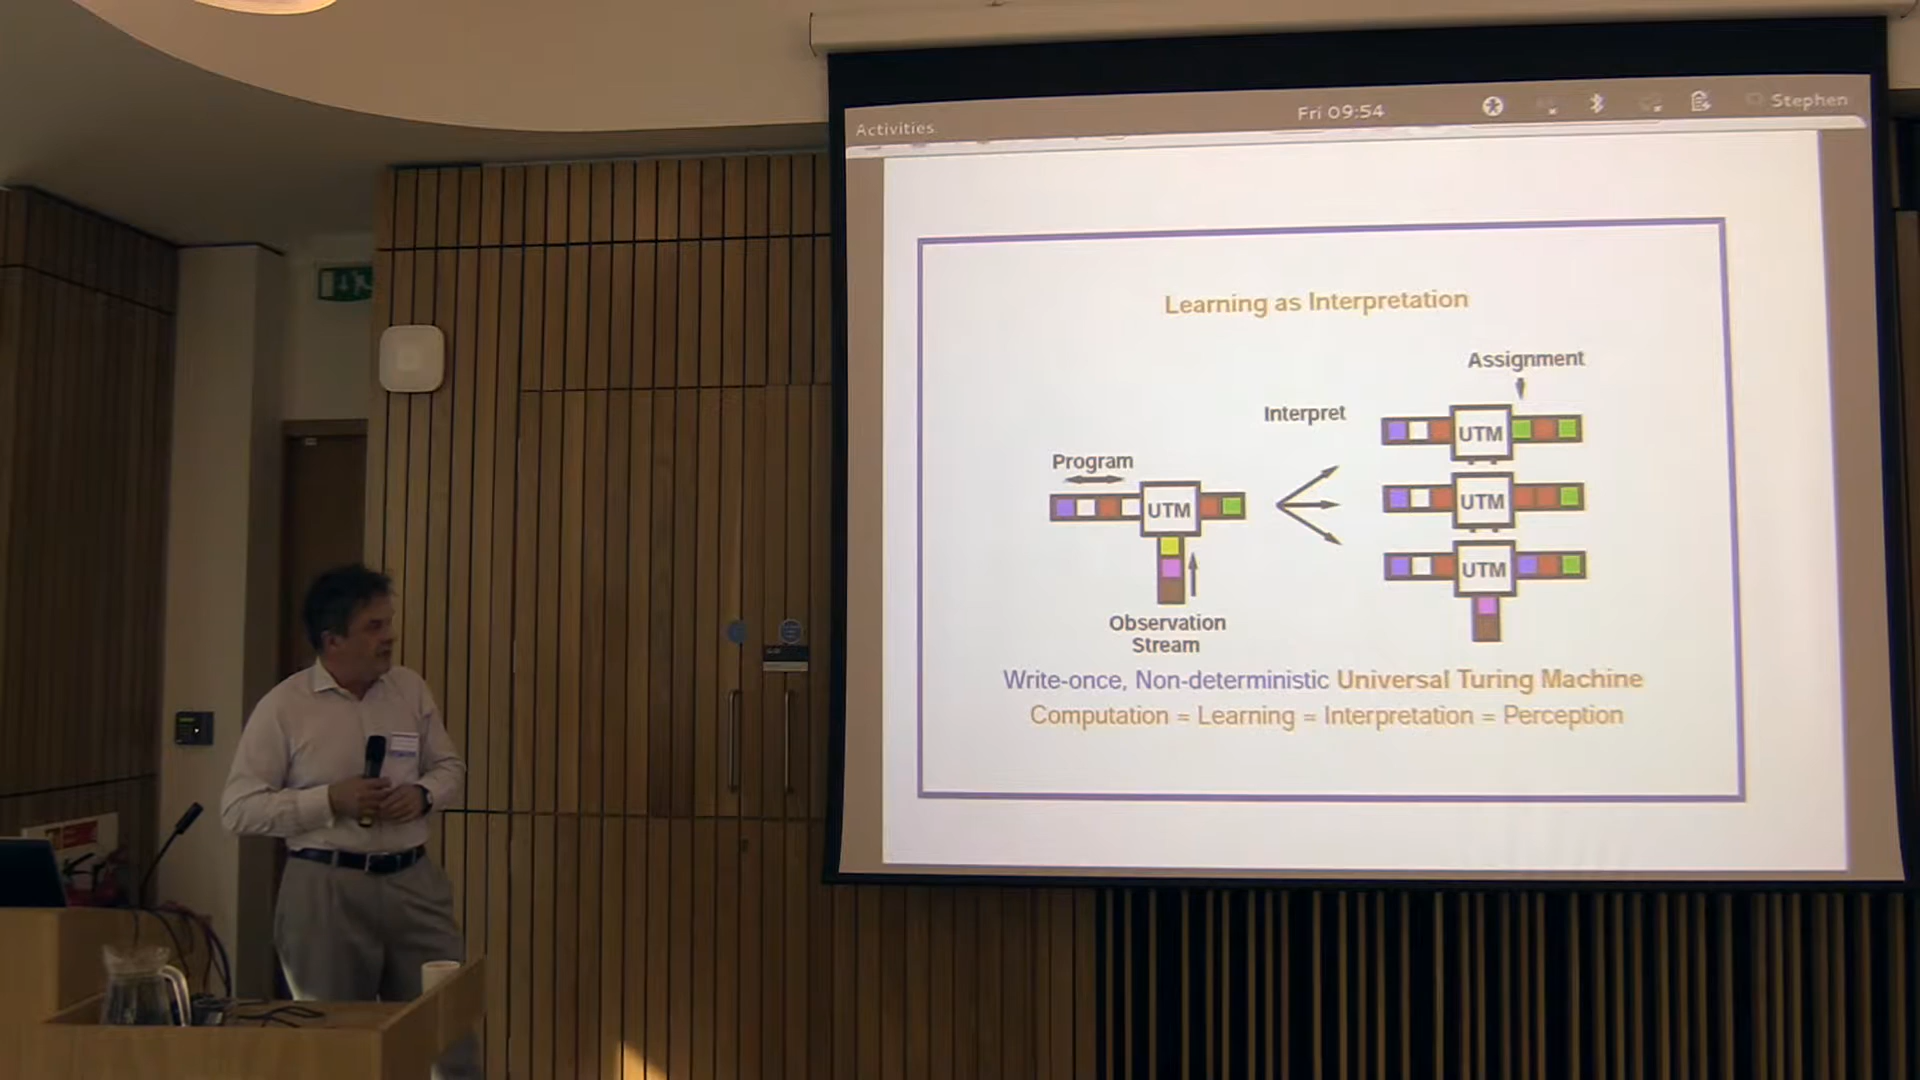 Activities
Fri 09:54
Stephen
Learning as Interpretation
Assignment
Interpret
UTM
Program
UTM
UTM
UTM
Observation
Stream
Write-once, Non-deterministic Universal Turing Machine
Computation = Learning = Interpretation = Perception